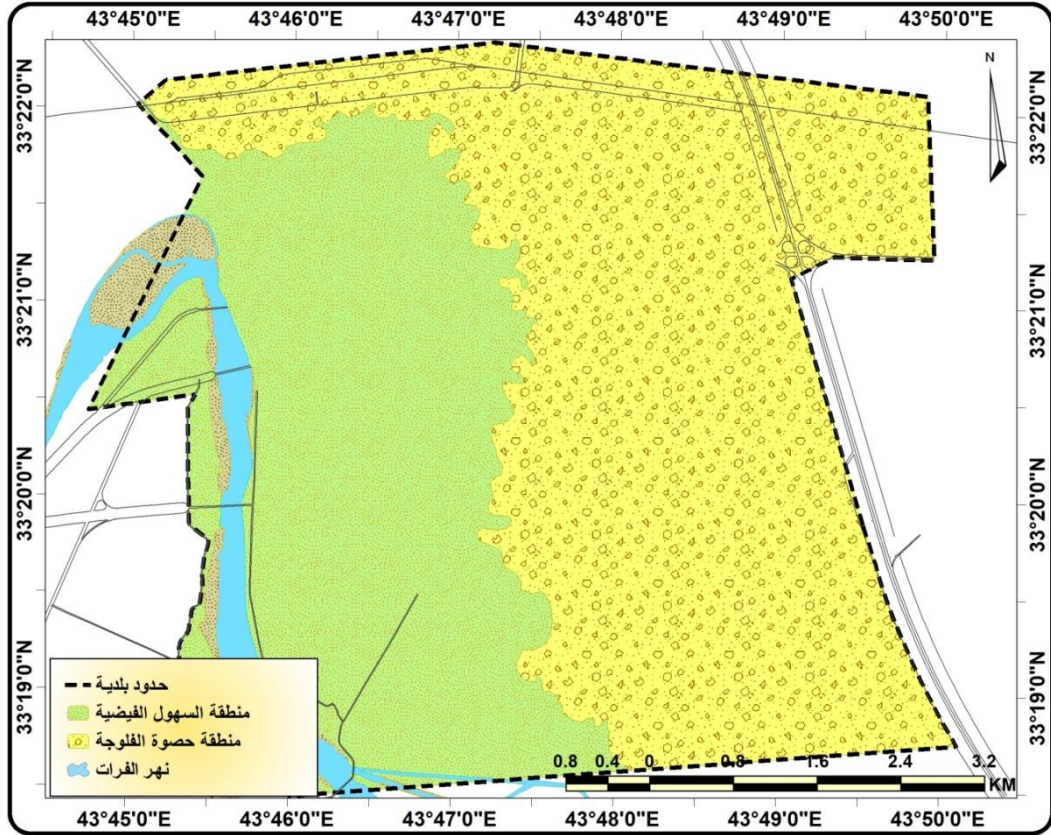 43°45'0"E 43°46'0"E 43°47'0"E 43°48'0"E 43°49'0"E 43°50'0"E
33°22'0"N 33°22'0"N
N
33°21'0"N 33°21'0"N
33°20'0"N 33°20'0"N
33°19'0"N 33°19'0"N
حدود بلدية
منطقة السهول الفيضية
منطقة حصوة الفلوجة
نهر الفرات
0.8 0.4 0 0.8 1.6 2.4 3.2
KM
43°45'0"E 43°46'0"E 43°47'0"E 43°48'0"E 43°49'0"E 43°50'0"E